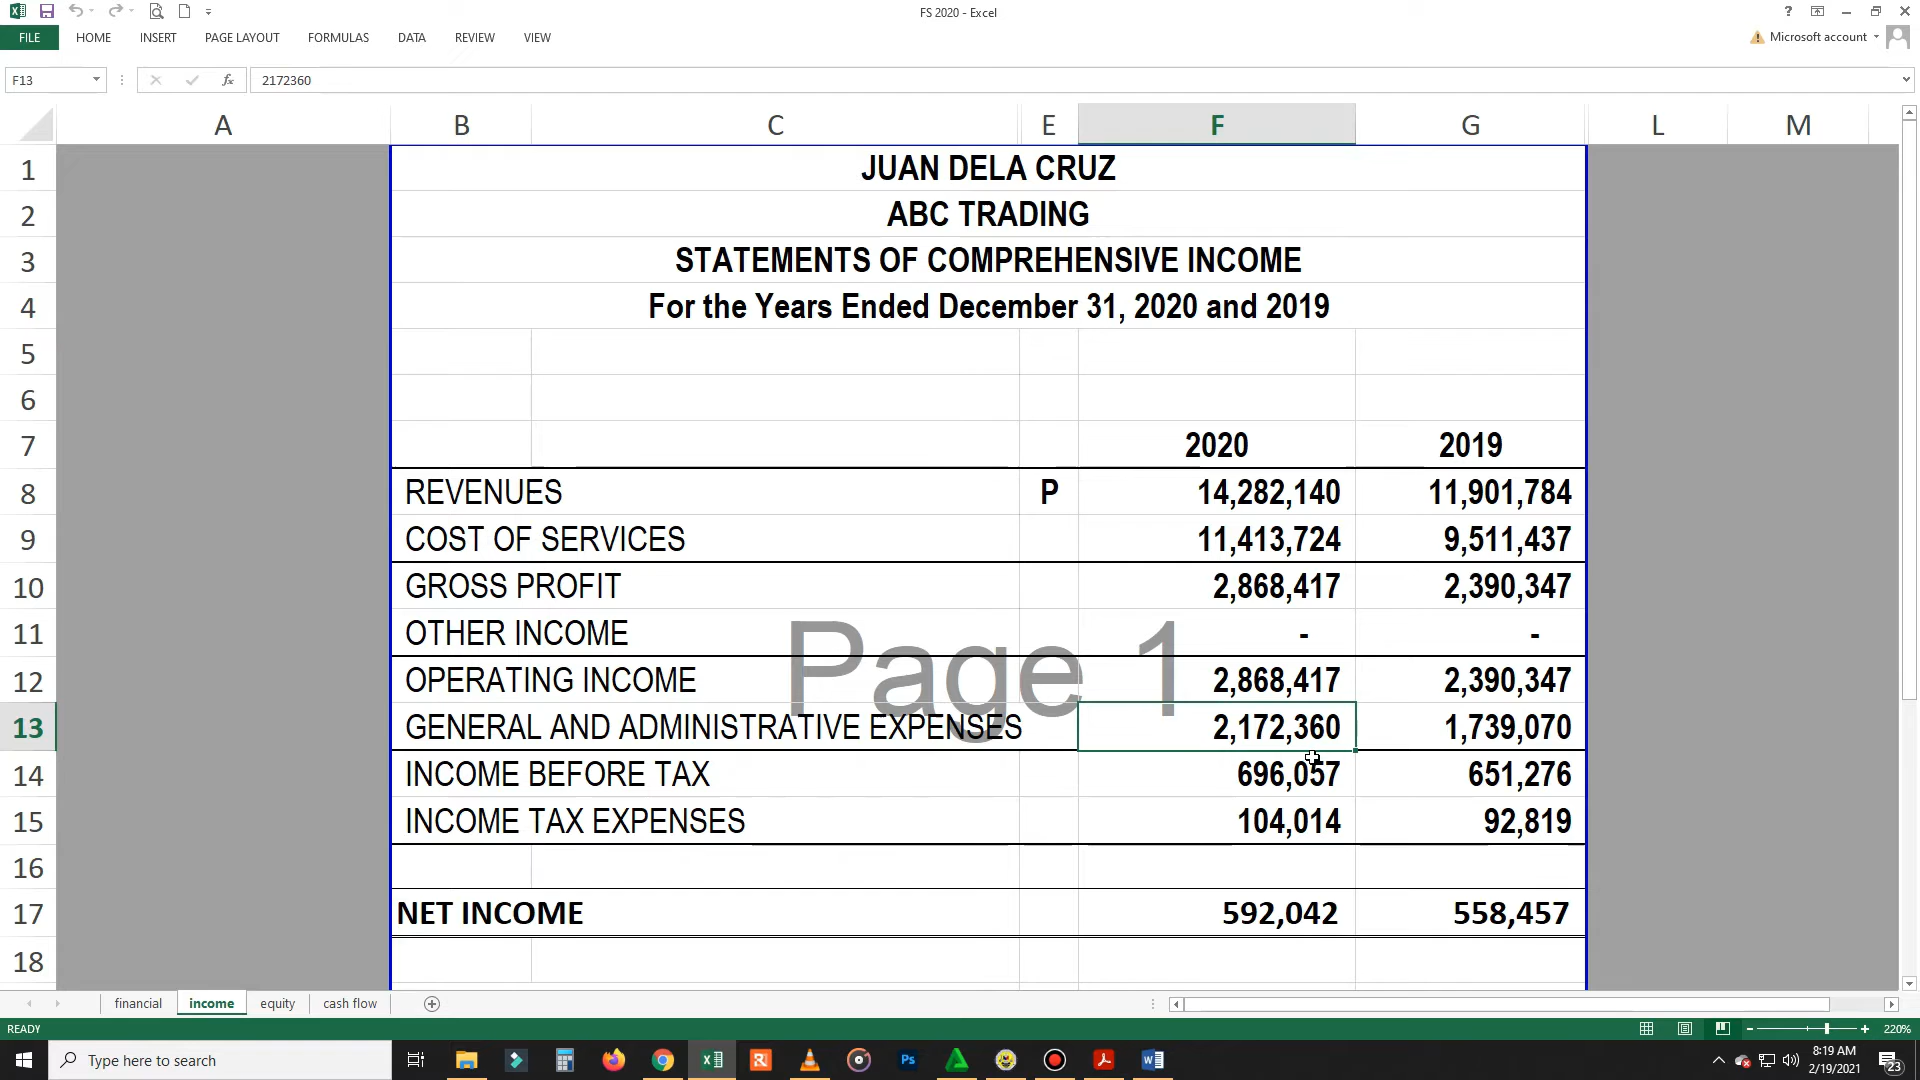 FS 2020 - Excel
?
FILE HOME INSERT PAGE LAYOUT FORMULAS DATA REVIEW VIEW Microsoft account
F13 fx 2172360
A B C E F G L M
1 JUAN DELA CRUZ
2 ABC TRADING
3 STATEMENTS OF COMPREHENSIVE INCOME
4 For the Years Ended December 31, 2020 and 2019
5
6
7 2020 2019
8 REVENUES P 14,282,140 11,901,784
9 COST OF SERVICES 11,413,724 9,511,437
10 GROSS PROFIT 2,868,417 2,390,347
11 OTHER INCOME - -
Page 1
12 OPERATING INCOME 2,868,417 2,390,347
13 GENERAL AND ADMINISTRATIVE EXPENSES 2,172,360 1,739,070
14 INCOME BEFORE TAX 696,057 651,276
15 INCOME TAX EXPENSES 104,014 92,819
16
17 NET INCOME 592,042 558,457
18
financial income equity cash flow
READY 220%
Type here to search Ps 8:19 AM
2/19/2021 23